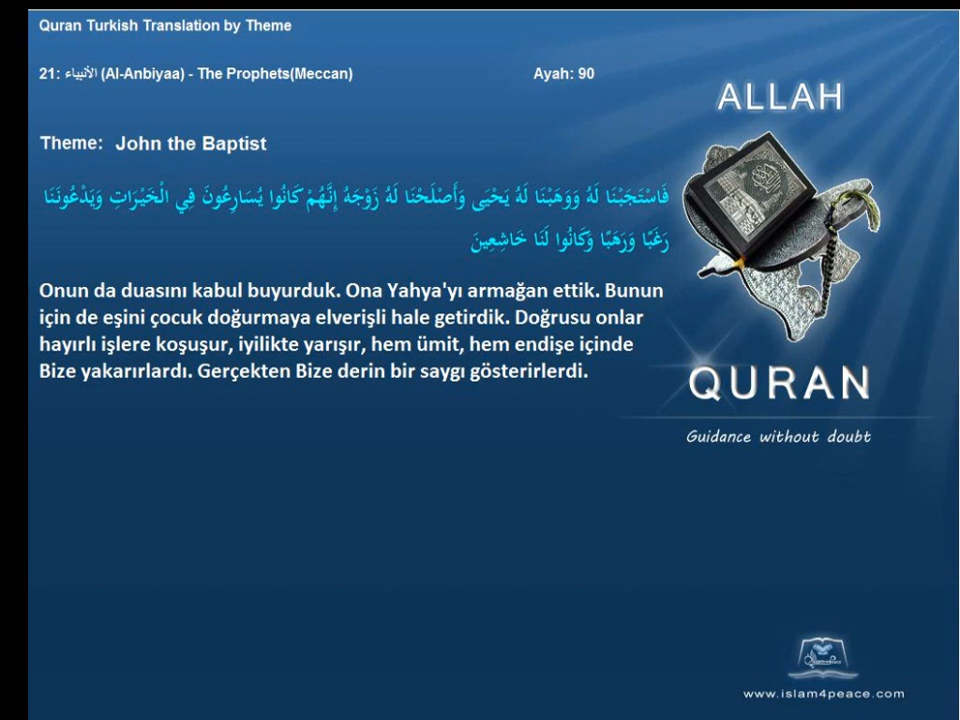 Quran Turkish Translation by Theme
21: الأنبياء (Al-Anbiyaa) - The Prophets(Meccan) Ayah: 90
Theme: John the Baptist
فَاسْتَجَبْنَا لَهُ وَوَهَبْنَا لَهُ يَحْيَى وَأَصْلَحْنَا لَهُ زَوْجَهُ إِنَّهُمْ كَانُوا يُسَارِعُونَ فِي الْخَيْرَاتِ وَيَدْعُونَنَا
رَغَبًا وَرَهَبًا وَكَانُوا لَنَا خَاشِعِينَ
Onun da duasını kabul buyurduk. Ona Yahya'yı armağan ettik. Bunun
için de eşini çocuk doğurmaya elverişli hale getirdik. Doğrusu onlar
hayırlı işlere koşuşur, iyilikte yarışır, hem ümit, hem endişe içinde
Bize yakarırlardı. Gerçekten Bize derin bir saygı gösterirlerdi.
ALLAH
QURAN
Guidance without doubt
www.islam4peace.com